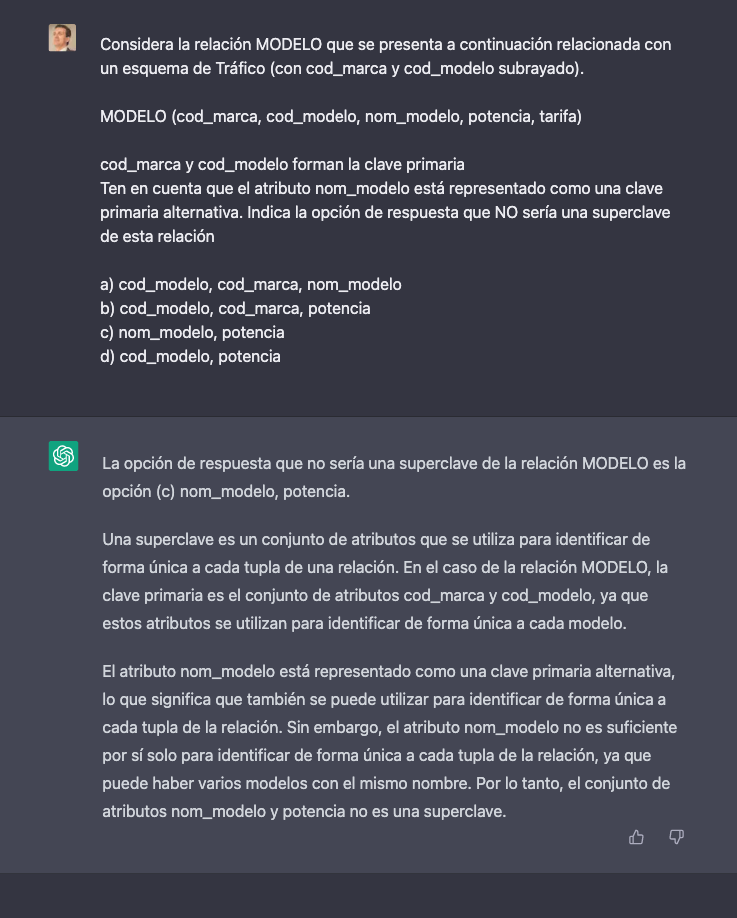 Considera la relación MODELO que se presenta a continuación relacionada con
un esquema de Tráfico (con cod_marca y cod_modelo subrayado).
MODELO (cod_marca, cod_modelo, nom_modelo, potencia, tarifa)
cod_marca y cod_modelo forman la clave primaria
Ten en cuenta que el atributo nom_modelo está representado como una clave
primaria alternativa. Indica la opción de respuesta que NO sería una superclave
de esta relación
a) cod_modelo, cod_marca, nom_modelo
b) cod_modelo, cod_marca, potencia
c) nom_modelo, potencia
d) cod_modelo, potencia
La opción de respuesta que no sería una superclave de la relación MODELO es la
opción (c) nom_modelo, potencia.
Una superclave es un conjunto de atributos que se utiliza para identificar de
forma única a cada tupla de una relación. En el caso de la relación MODELO, la
clave primaria es el conjunto de atributos cod_marca y cod_modelo, ya que
estos atributos se utilizan para identificar de forma única a cada modelo.
El atributo nom_modelo está representado como una clave primaria alternativa,
lo que significa que también se puede utilizar para identificar de forma única a
cada tupla de la relación. Sin embargo, el atributo nom_modelo no es suficiente
por sí solo para identificar de forma única a cada tupla de la relación, ya que
puede haber varios modelos con el mismo nombre. Por lo tanto, el conjunto de
atributos nom_modelo y potencia no es una superclave.